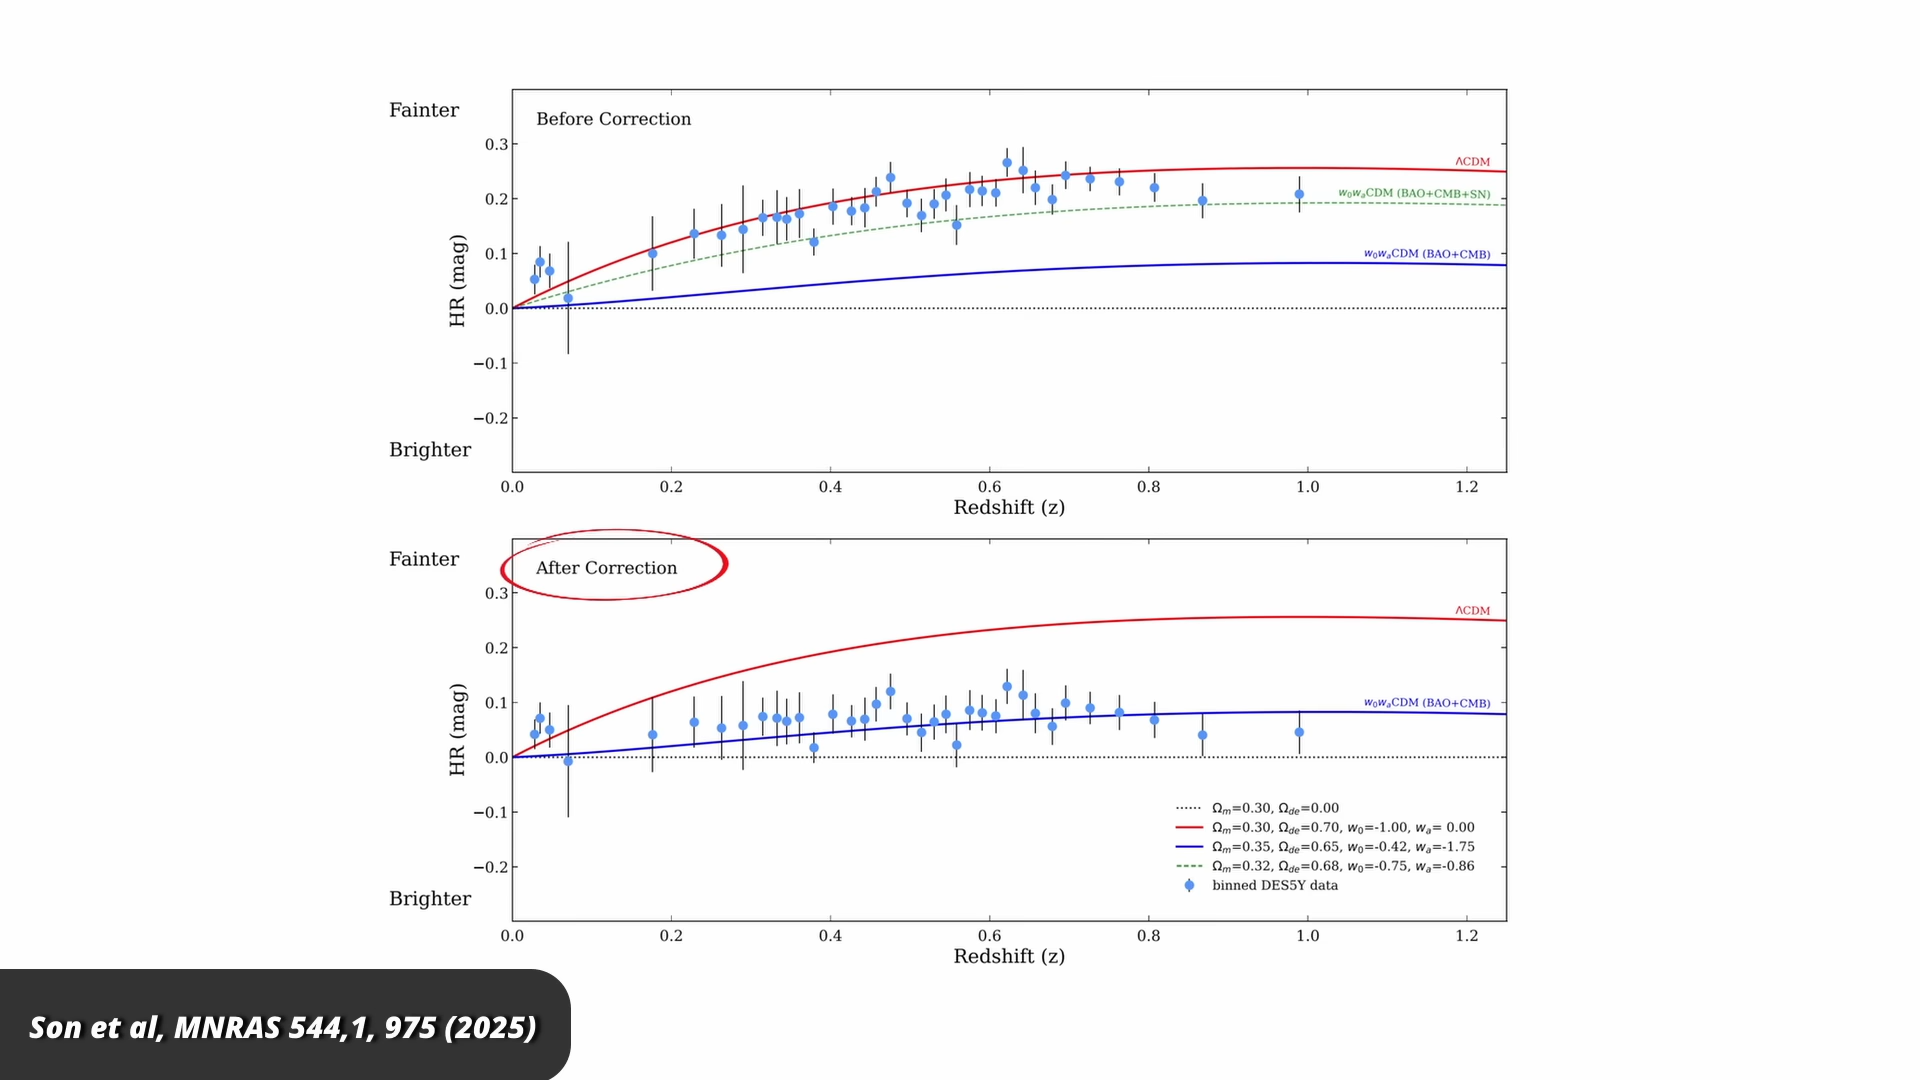 Fainter
Before Correction
0.3
ΛCDM
w₀wₐCDM (BAO+CMB+SN)
0.2
w₀wₐCDM (BAO+CMB)
0.1
HR (mag)
0.0
−0.1
−0.2
Brighter
0.0 0.2 0.4 0.6 0.8 1.0 1.2
Redshift (z)
Fainter
After Correction
0.3
ΛCDM
0.2
w₀wₐCDM (BAO+CMB)
0.1
HR (mag)
0.0
−0.1
−0.2
Ωm=0.30, Ωde=0.00
Ωm=0.30, Ωde=0.70, w₀=-1.00, wₐ= 0.00
Ωm=0.35, Ωde=0.65, w₀=-0.42, wₐ=-1.75
Ωm=0.32, Ωde=0.68, w₀=-0.75, wₐ=-0.86
binned DES5Y data
Brighter
0.0 0.2 0.4 0.6 0.8 1.0 1.2
Redshift (z)
Son et al, MNRAS 544,1, 975 (2025)